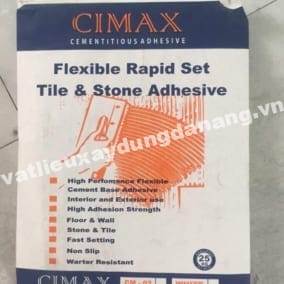 CIMAX
CEMENTITIOUS ADHESIVE
Flexible Rapid Set
Tile & Stone Adhesive
vatlieuxaydungdanang.vn
High Perfomance Flexible
Cement Base Adhesive
Interior and Exterior use
High Adhesion Strength
Floor & Wall
Stone & Tile
Fast Setting
Non Slip
Warter Resistant
25
CIMAX
CM - 02
WHITE